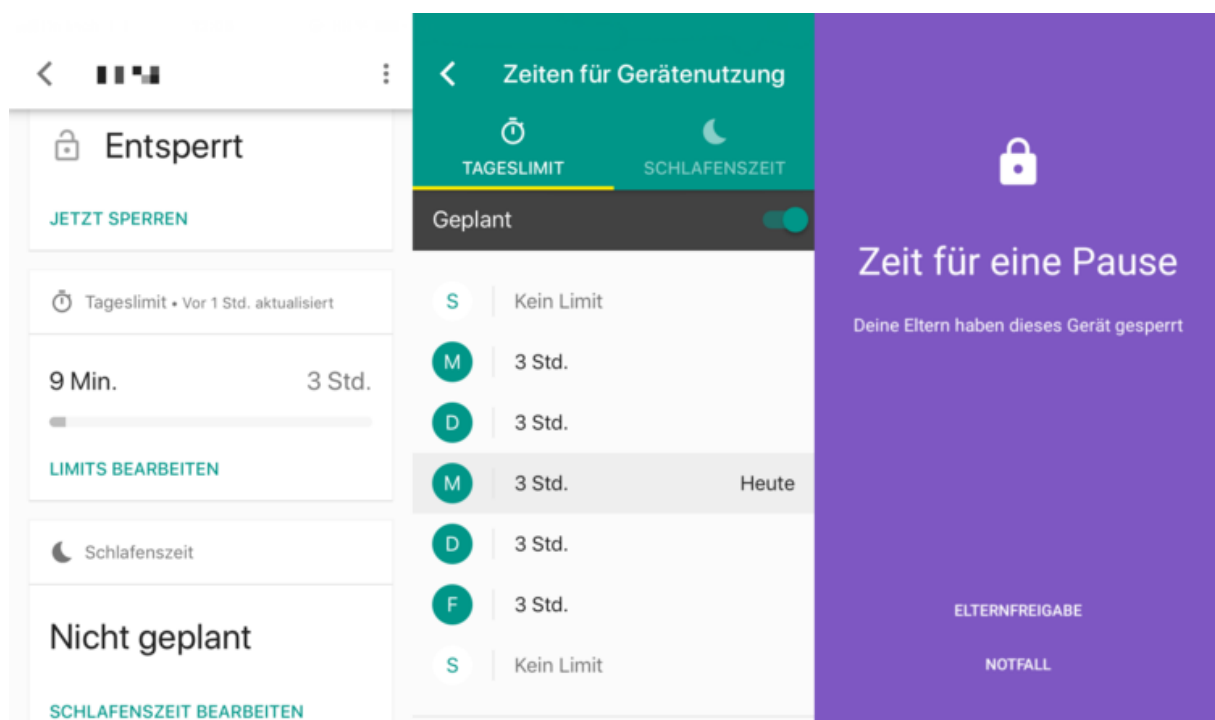 Entsperrt
JETZT SPERREN
Tageslimit • Vor 1 Std. aktualisiert
9 Min. 3 Std.
LIMITS BEARBEITEN
Schlafenszeit
Nicht geplant
SCHLAFENSZEIT BEARBEITEN
Zeiten für Gerätenutzung
TAGESLIMIT SCHLAFENSZEIT
Geplant
S Kein Limit
M 3 Std.
D 3 Std.
M 3 Std. Heute
D 3 Std.
F 3 Std.
S Kein Limit
Zeit für eine Pause
Deine Eltern haben dieses Gerät gesperrt
ELTERNFREIGABE
NOTFALL